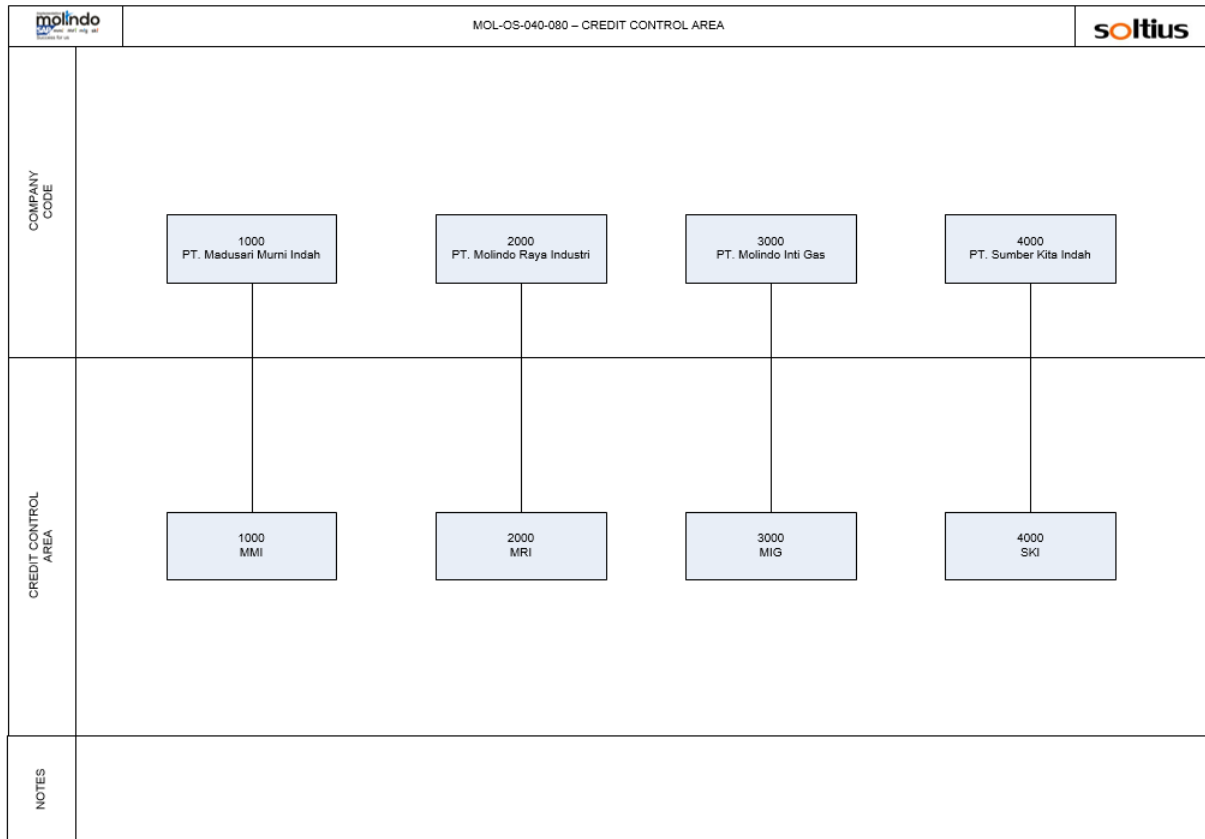 molindo
MOL-OS-040-080 – CREDIT CONTROL AREA
soltius
COMPANY
CODE
1000
PT. Madusari Murni Indah
2000
PT. Molindo Raya Industri
3000
PT. Molindo Inti Gas
4000
PT. Sumber Kita Indah
CREDIT CONTROL
AREA
1000
MMI
2000
MRI
3000
MIG
4000
SKI
NOTES